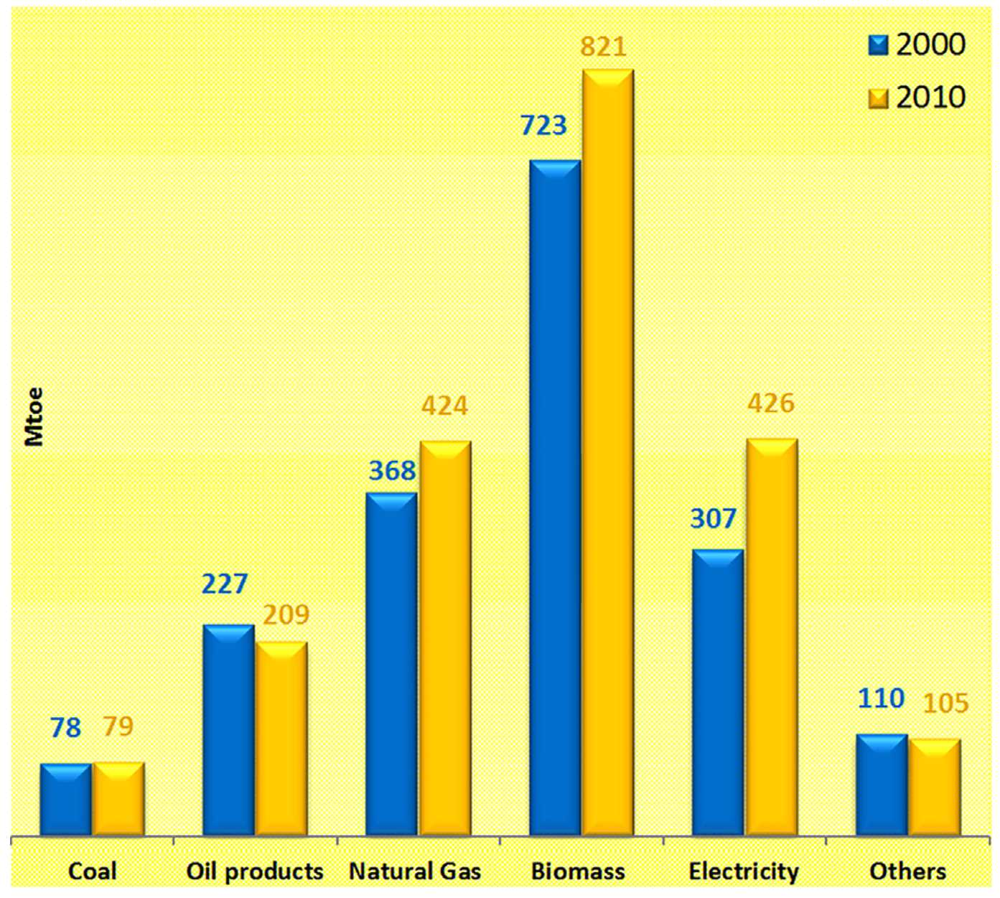 2000
2010
821
723
424
426
Mtoe
368
307
227
209
110
105
78
79
Coal
Oil products
Natural Gas
Biomass
Electricity
Others